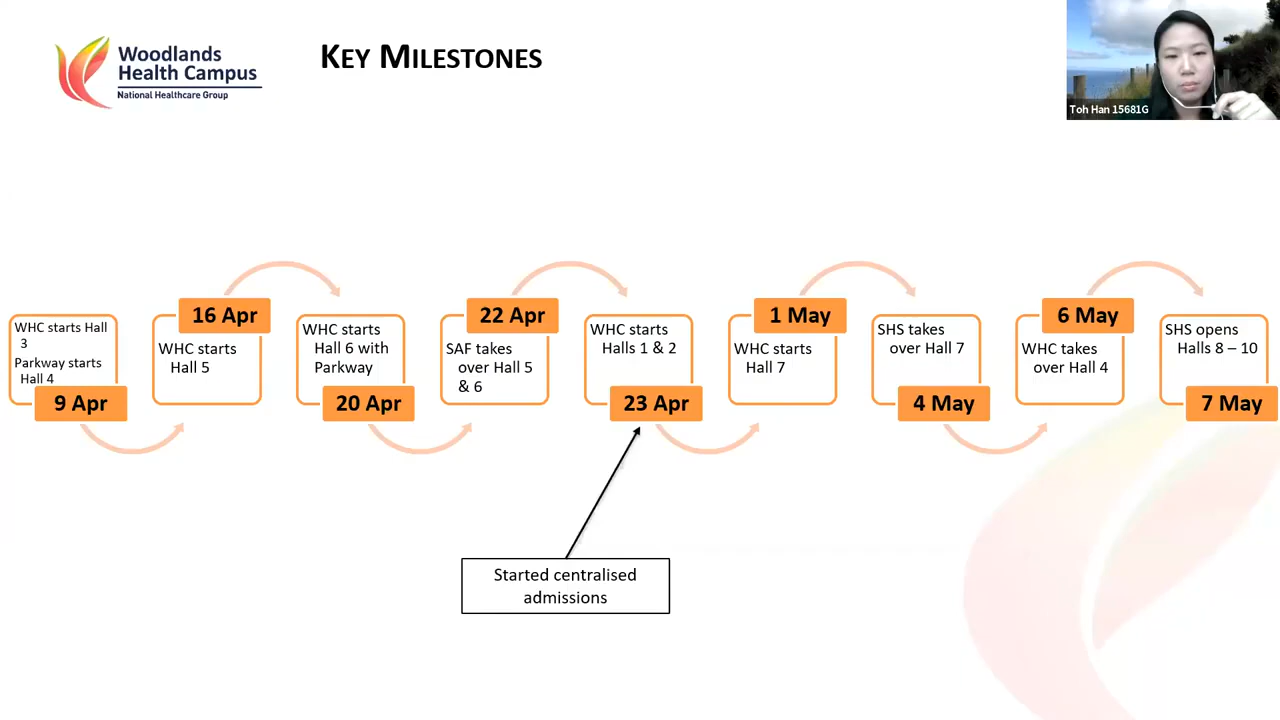 Woodlands
Health Campus
National Healthcare Group
KEY MILESTONES
Toh Han 15681G
WHC starts Hall
3
Parkway starts
Hall 4
9 Apr
16 Apr
WHC starts
Hall 5
WHC starts
Hall 6 with
Parkway
20 Apr
22 Apr
SAF takes
over Hall 5
& 6
WHC starts
Halls 1 & 2
23 Apr
1 May
WHC starts
Hall 7
SHS takes
over Hall 7
4 May
6 May
WHC takes
over Hall 4
SHS opens
Halls 8 – 10
7 May
Started centralised
admissions